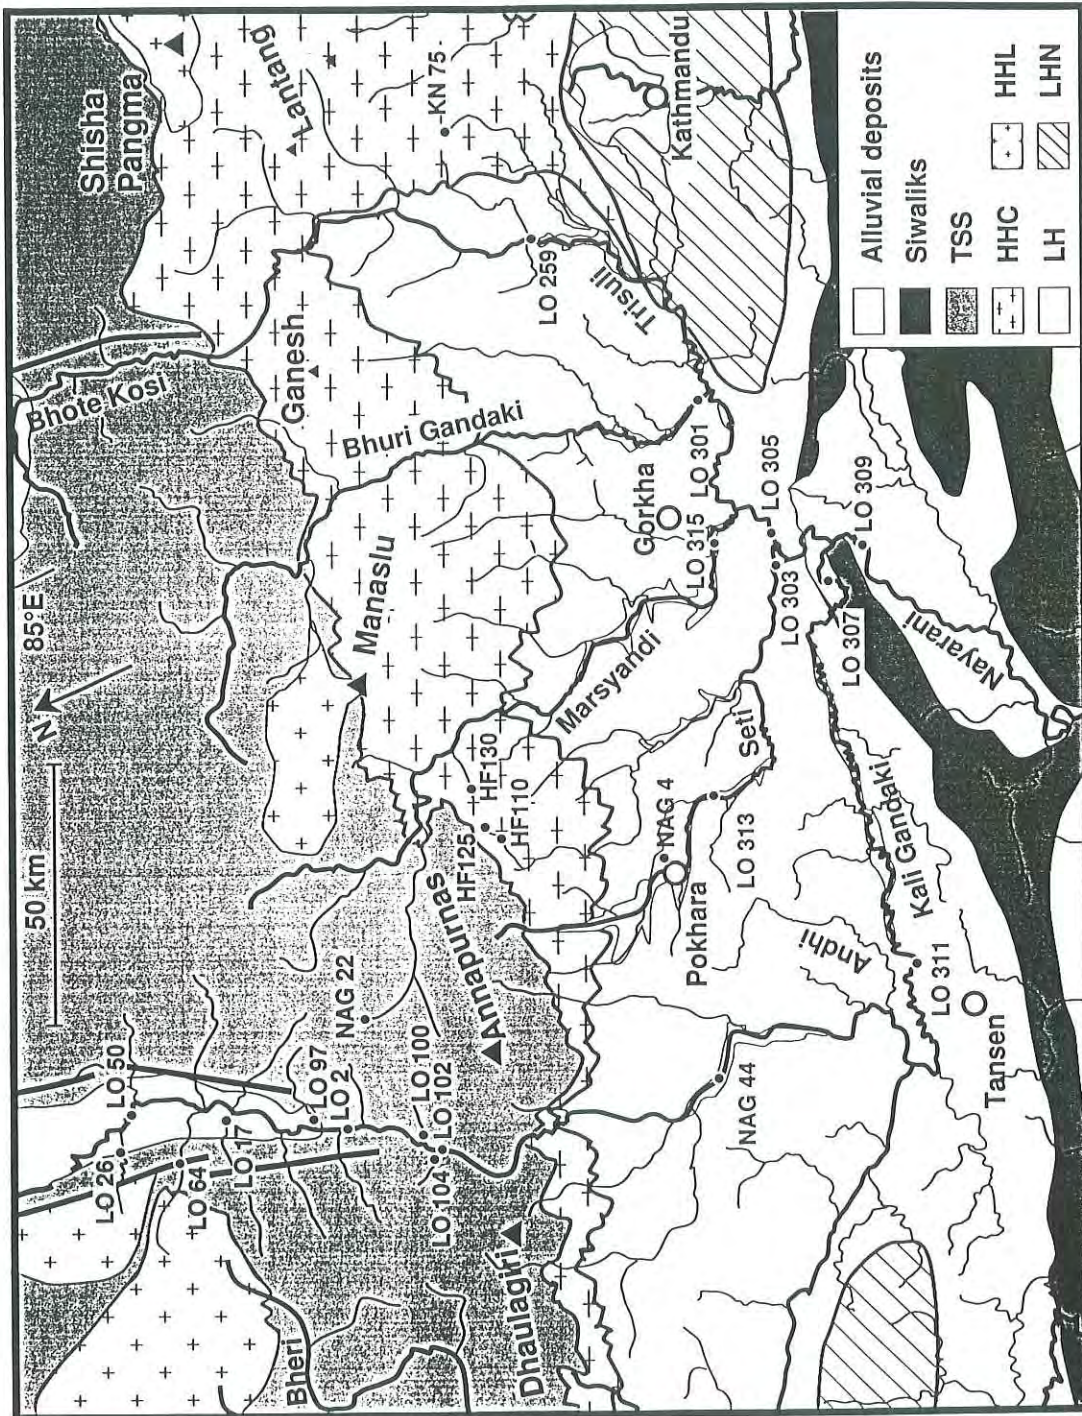 50 km
N
85°E
Bhote Kosi
Shisha
Pangma
Lantang
KN 75
Ganesh
Bhuri Gandaki
Manaslu
LO 259
Trisuli
Kathmandu
LO 50
LO 26
LO 64
LO 17
LO 97
LO 2
NAG 22
LO 100
LO 102
LO 104
Bheri
Dhaulagiri
Annapurnas
HF125
HF130
HF110
Marsyandi
Gorkha
LO 315
LO 301
LO 305
LO 303
LO 307
LO 309
Nayarani
Seti
NAG 4
Pokhara
LO 313
Andhi
Kali Gandaki
NAG 44
LO 311
Tansen
Alluvial deposits
Siwaliks
TSS
HHC
HHL
LH
LHN